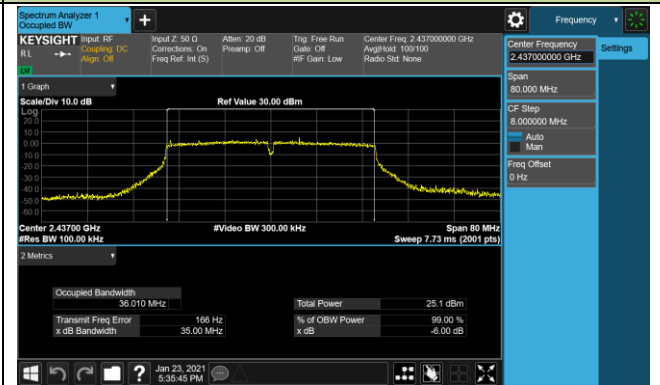 Spectrum Analyzer 1
Occupied BW
Frequency
KEYSIGHT
R L
Input: RF
Coupling: DC
Align: Off
Input Z: 50 Ω
Corrections: On
Freq Ref: Int (S)
Atten: 20 dB
Preamp: Off
Trig: Free Run
Gate: Off
#IF Gain: Low
Center Freq: 2.437000000 GHz
Avg|Hold: 100/100
Radio Std: None
Center Frequency
2.437000000 GHz
Settings
Span
80.000 MHz
CF Step
8.000000 MHz
Auto
Man
Freq Offset
0 Hz
1 Graph
Scale/Div 10.0 dB
Ref Value 30.00 dBm
Log
20.0
10.0
0.00
-10.0
-20.0
-30.0
-40.0
-50.0
-60.0
Center 2.43700 GHz
#Video BW 300.00 kHz
Span 80 MHz
#Res BW 100.00 kHz
Sweep 7.73 ms (2001 pts)
2 Metrics
Occupied Bandwidth
36.010 MHz
Total Power 25.1 dBm
Transmit Freq Error 166 Hz
% of OBW Power 99.00 %
x dB Bandwidth 35.00 MHz
x dB -6.00 dB
?
Jan 23, 2021
5:35:45 PM